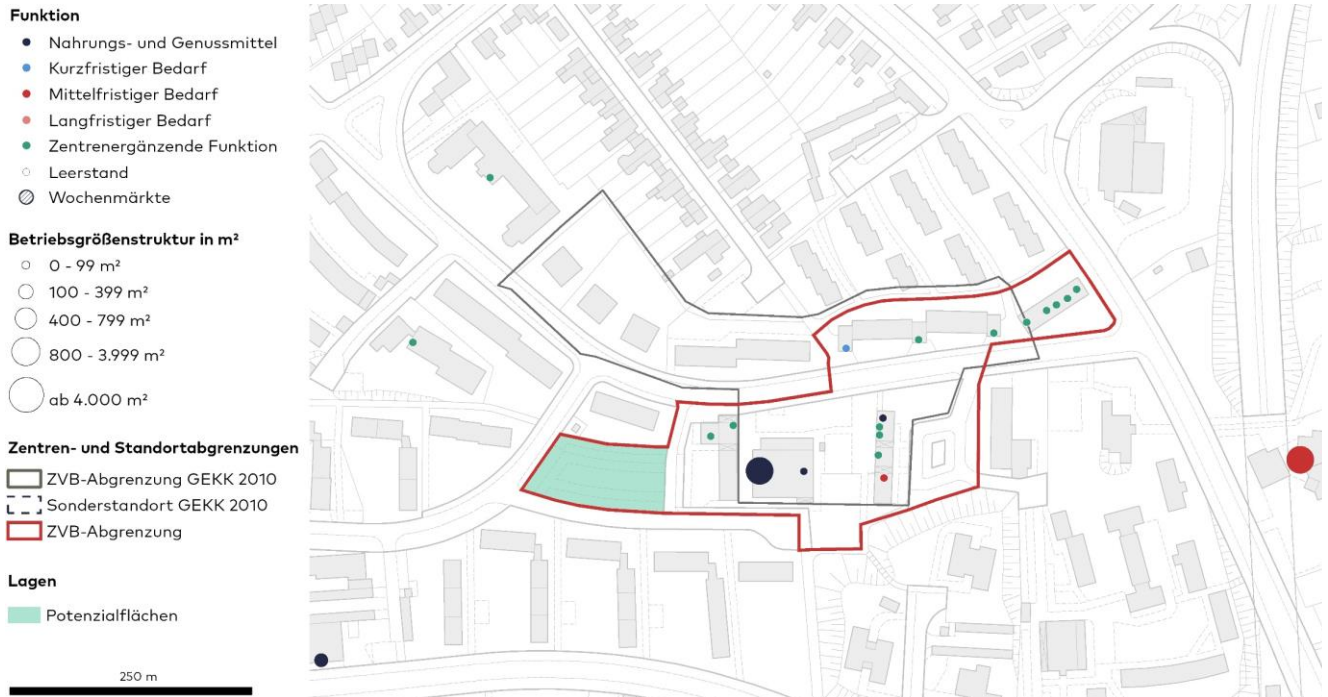 Funktion
Nahrungs- und Genussmittel
Kurzfristiger Bedarf
Mittelfristiger Bedarf
Langfristiger Bedarf
Zentrenergänzende Funktion
Leerstand
Wochenmärkte
Betriebsgrößenstruktur in m²
0 - 99 m²
100 - 399 m²
400 - 799 m²
800 - 3.999 m²
ab 4.000 m²
Zentren- und Standortabgrenzungen
ZVB-Abgrenzung GEKK 2010
Sonderstandort GEKK 2010
ZVB-Abgrenzung
Lagen
Potenzialflächen
250 m